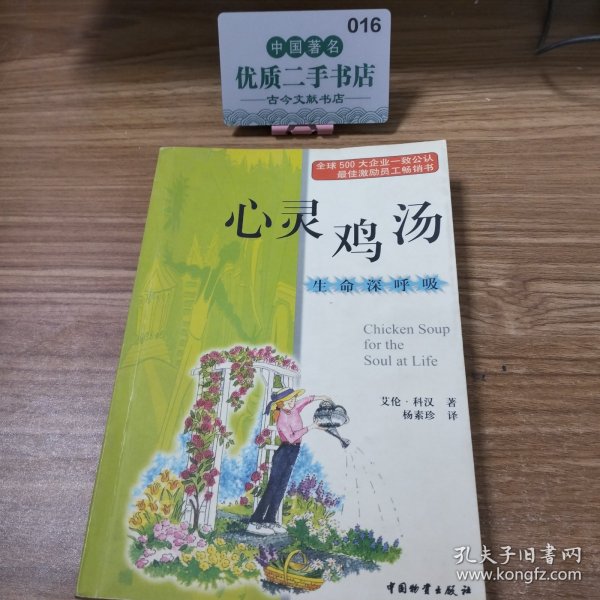 016
中国著名
优质二手书店
古今文献书店
全球500大企业一致公认
最佳激励员工畅销书
心灵鸡汤
生命深呼吸
Chicken Soup
for the
Soul at Life
艾伦·科汉 著
杨素珍 译
中国物资出版社
孔夫子旧书网
www.kongfz.com